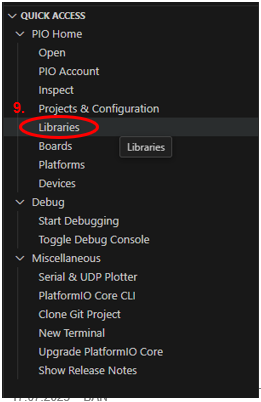 QUICK ACCESS
PIO Home
Open
PIO Account
Inspect
9. Projects & Configuration
Libraries
Boards
Libraries
Platforms
Devices
Debug
Start Debugging
Toggle Debug Console
Miscellaneous
Serial & UDP Plotter
PlatformIO Core CLI
Clone Git Project
New Terminal
Upgrade PlatformIO Core
Show Release Notes